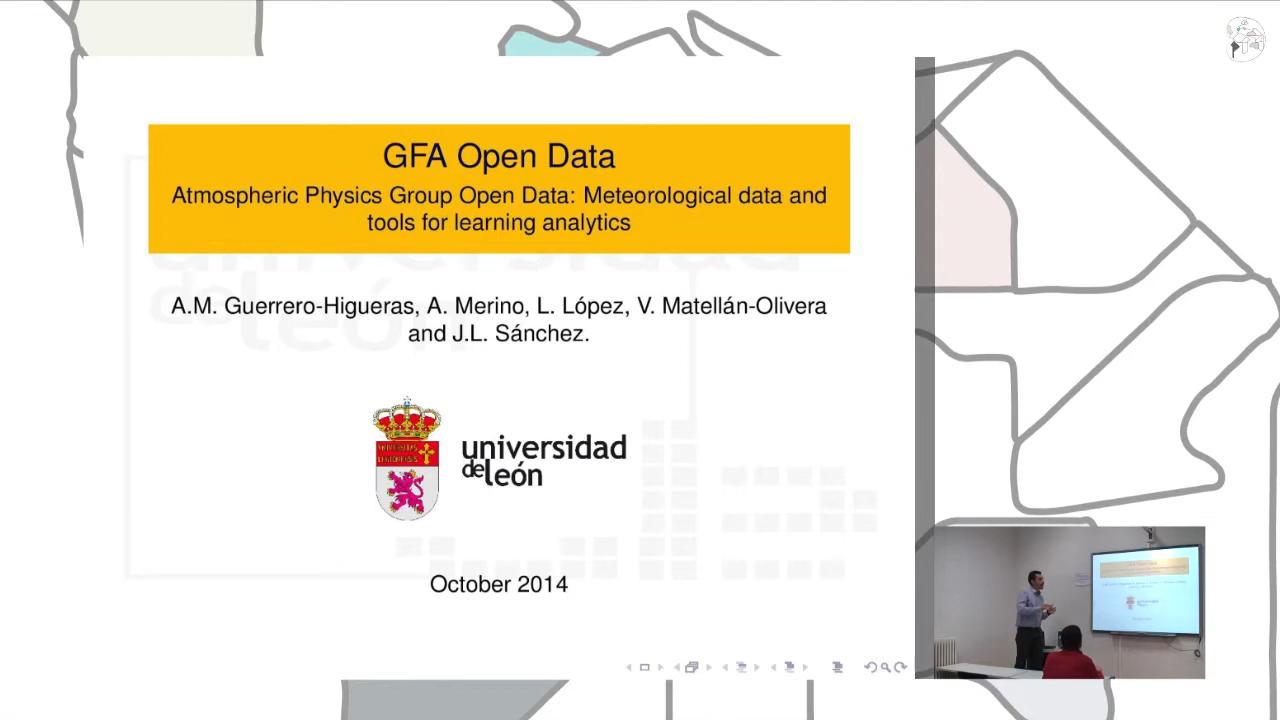 GFA Open Data
Atmospheric Physics Group Open Data: Meteorological data and
tools for learning analytics
A.M. Guerrero-Higueras, A. Merino, L. López, V. Matellán-Olivera
and J.L. Sánchez.
universidad
de león
October 2014